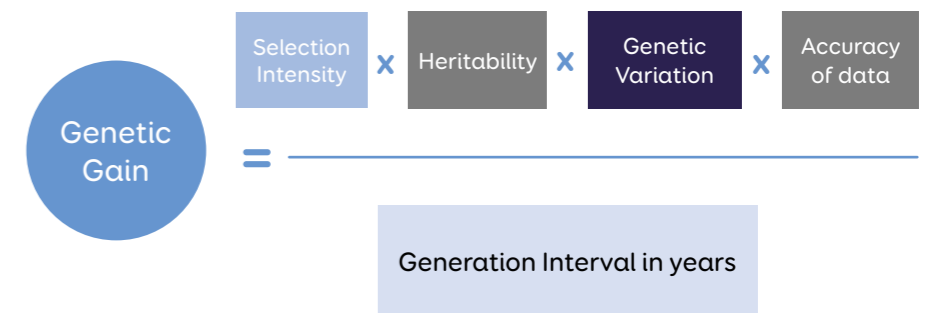 Selection
Intensity
x
Heritability
x
Genetic
Variation
x
Accuracy
of data
Genetic
Gain
=
Generation Interval in years